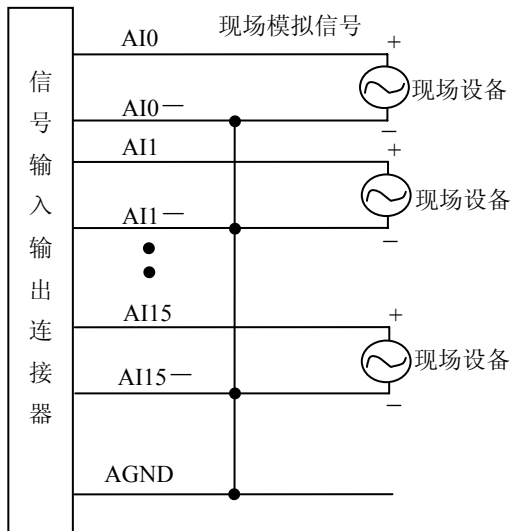 信号输入输出连接器
AI0
现场模拟信号
+
现场设备
AI0—
—
AI1
+
现场设备
AI1—
—
AI15
+
现场设备
AI15—
—
AGND